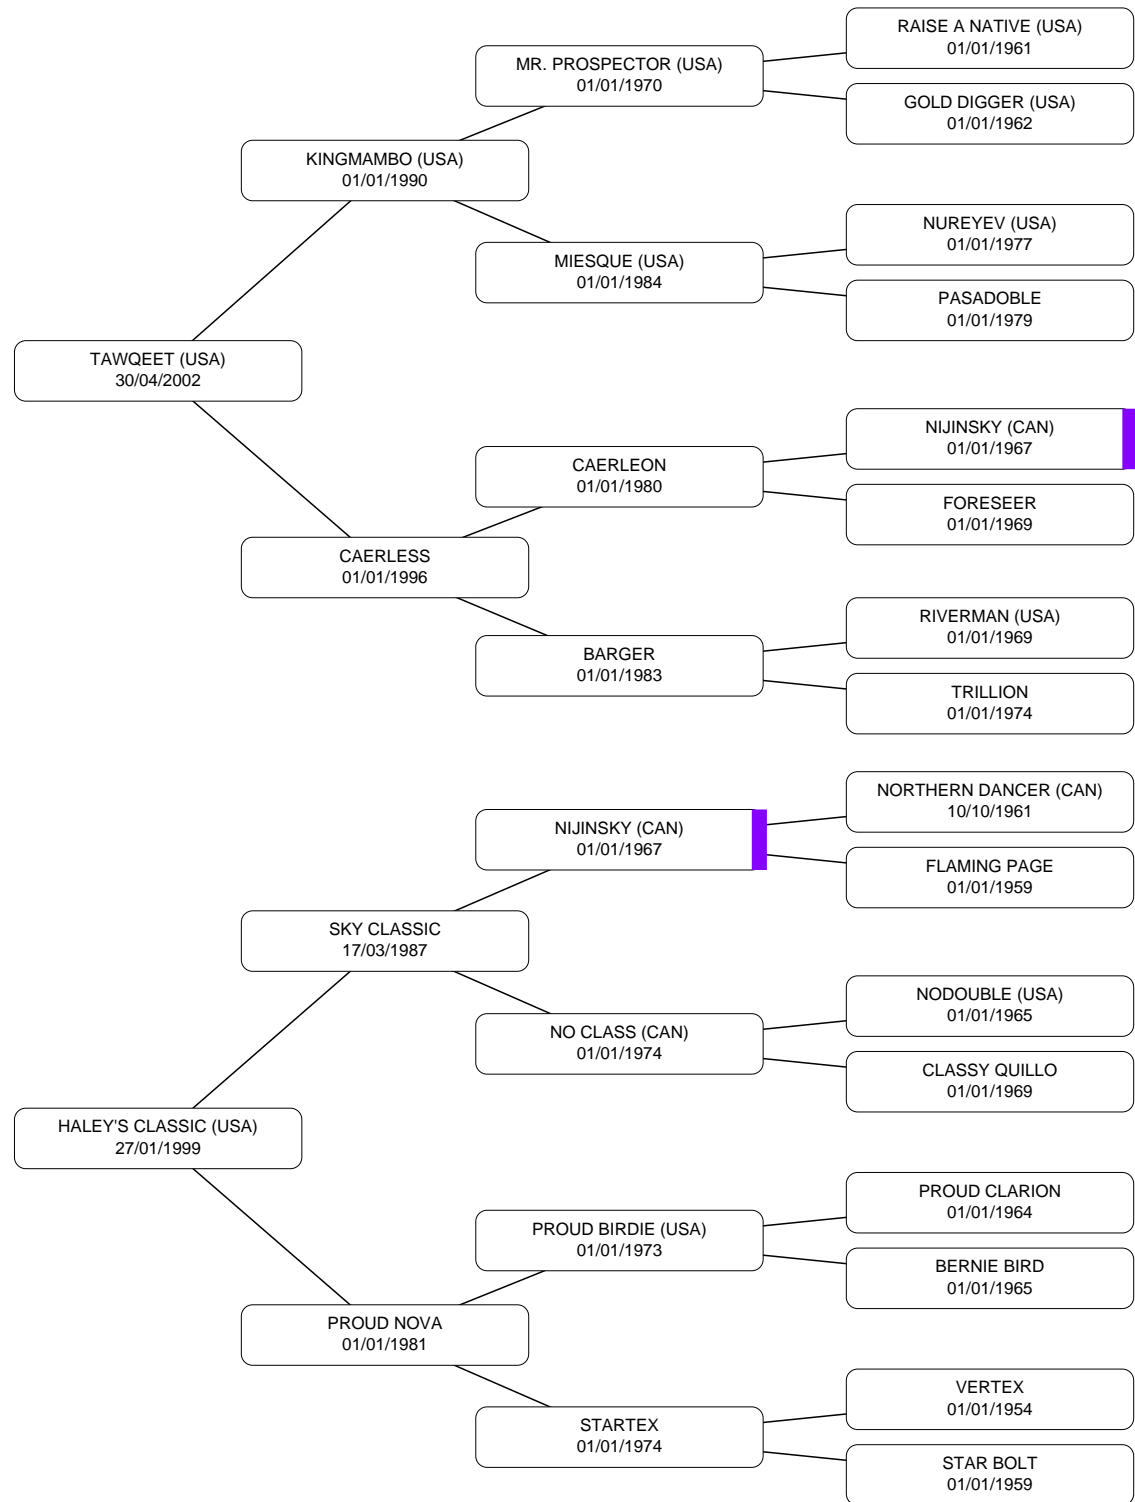 RAISE A NATIVE (USA)
01/01/1961
MR. PROSPECTOR (USA)
01/01/1970
GOLD DIGGER (USA)
01/01/1962
KINGMAMBO (USA)
01/01/1990
NUREYEV (USA)
01/01/1977
MIESQUE (USA)
01/01/1984
PASADOBLE
01/01/1979
TAWQEET (USA)
30/04/2002
NIJINSKY (CAN)
01/01/1967
CAERLEON
01/01/1980
FORESEER
01/01/1969
CAERLESS
01/01/1996
RIVERMAN (USA)
01/01/1969
BARGER
01/01/1983
TRILLION
01/01/1974
NORTHERN DANCER (CAN)
10/10/1961
NIJINSKY (CAN)
01/01/1967
FLAMING PAGE
01/01/1959
SKY CLASSIC
17/03/1987
NODOUBLE (USA)
01/01/1965
NO CLASS (CAN)
01/01/1974
CLASSY QUILLO
01/01/1969
HALEY'S CLASSIC (USA)
27/01/1999
PROUD CLARION
01/01/1964
PROUD BIRDIE (USA)
01/01/1973
BERNIE BIRD
01/01/1965
PROUD NOVA
01/01/1981
VERTEX
01/01/1954
STARTEX
01/01/1974
STAR BOLT
01/01/1959